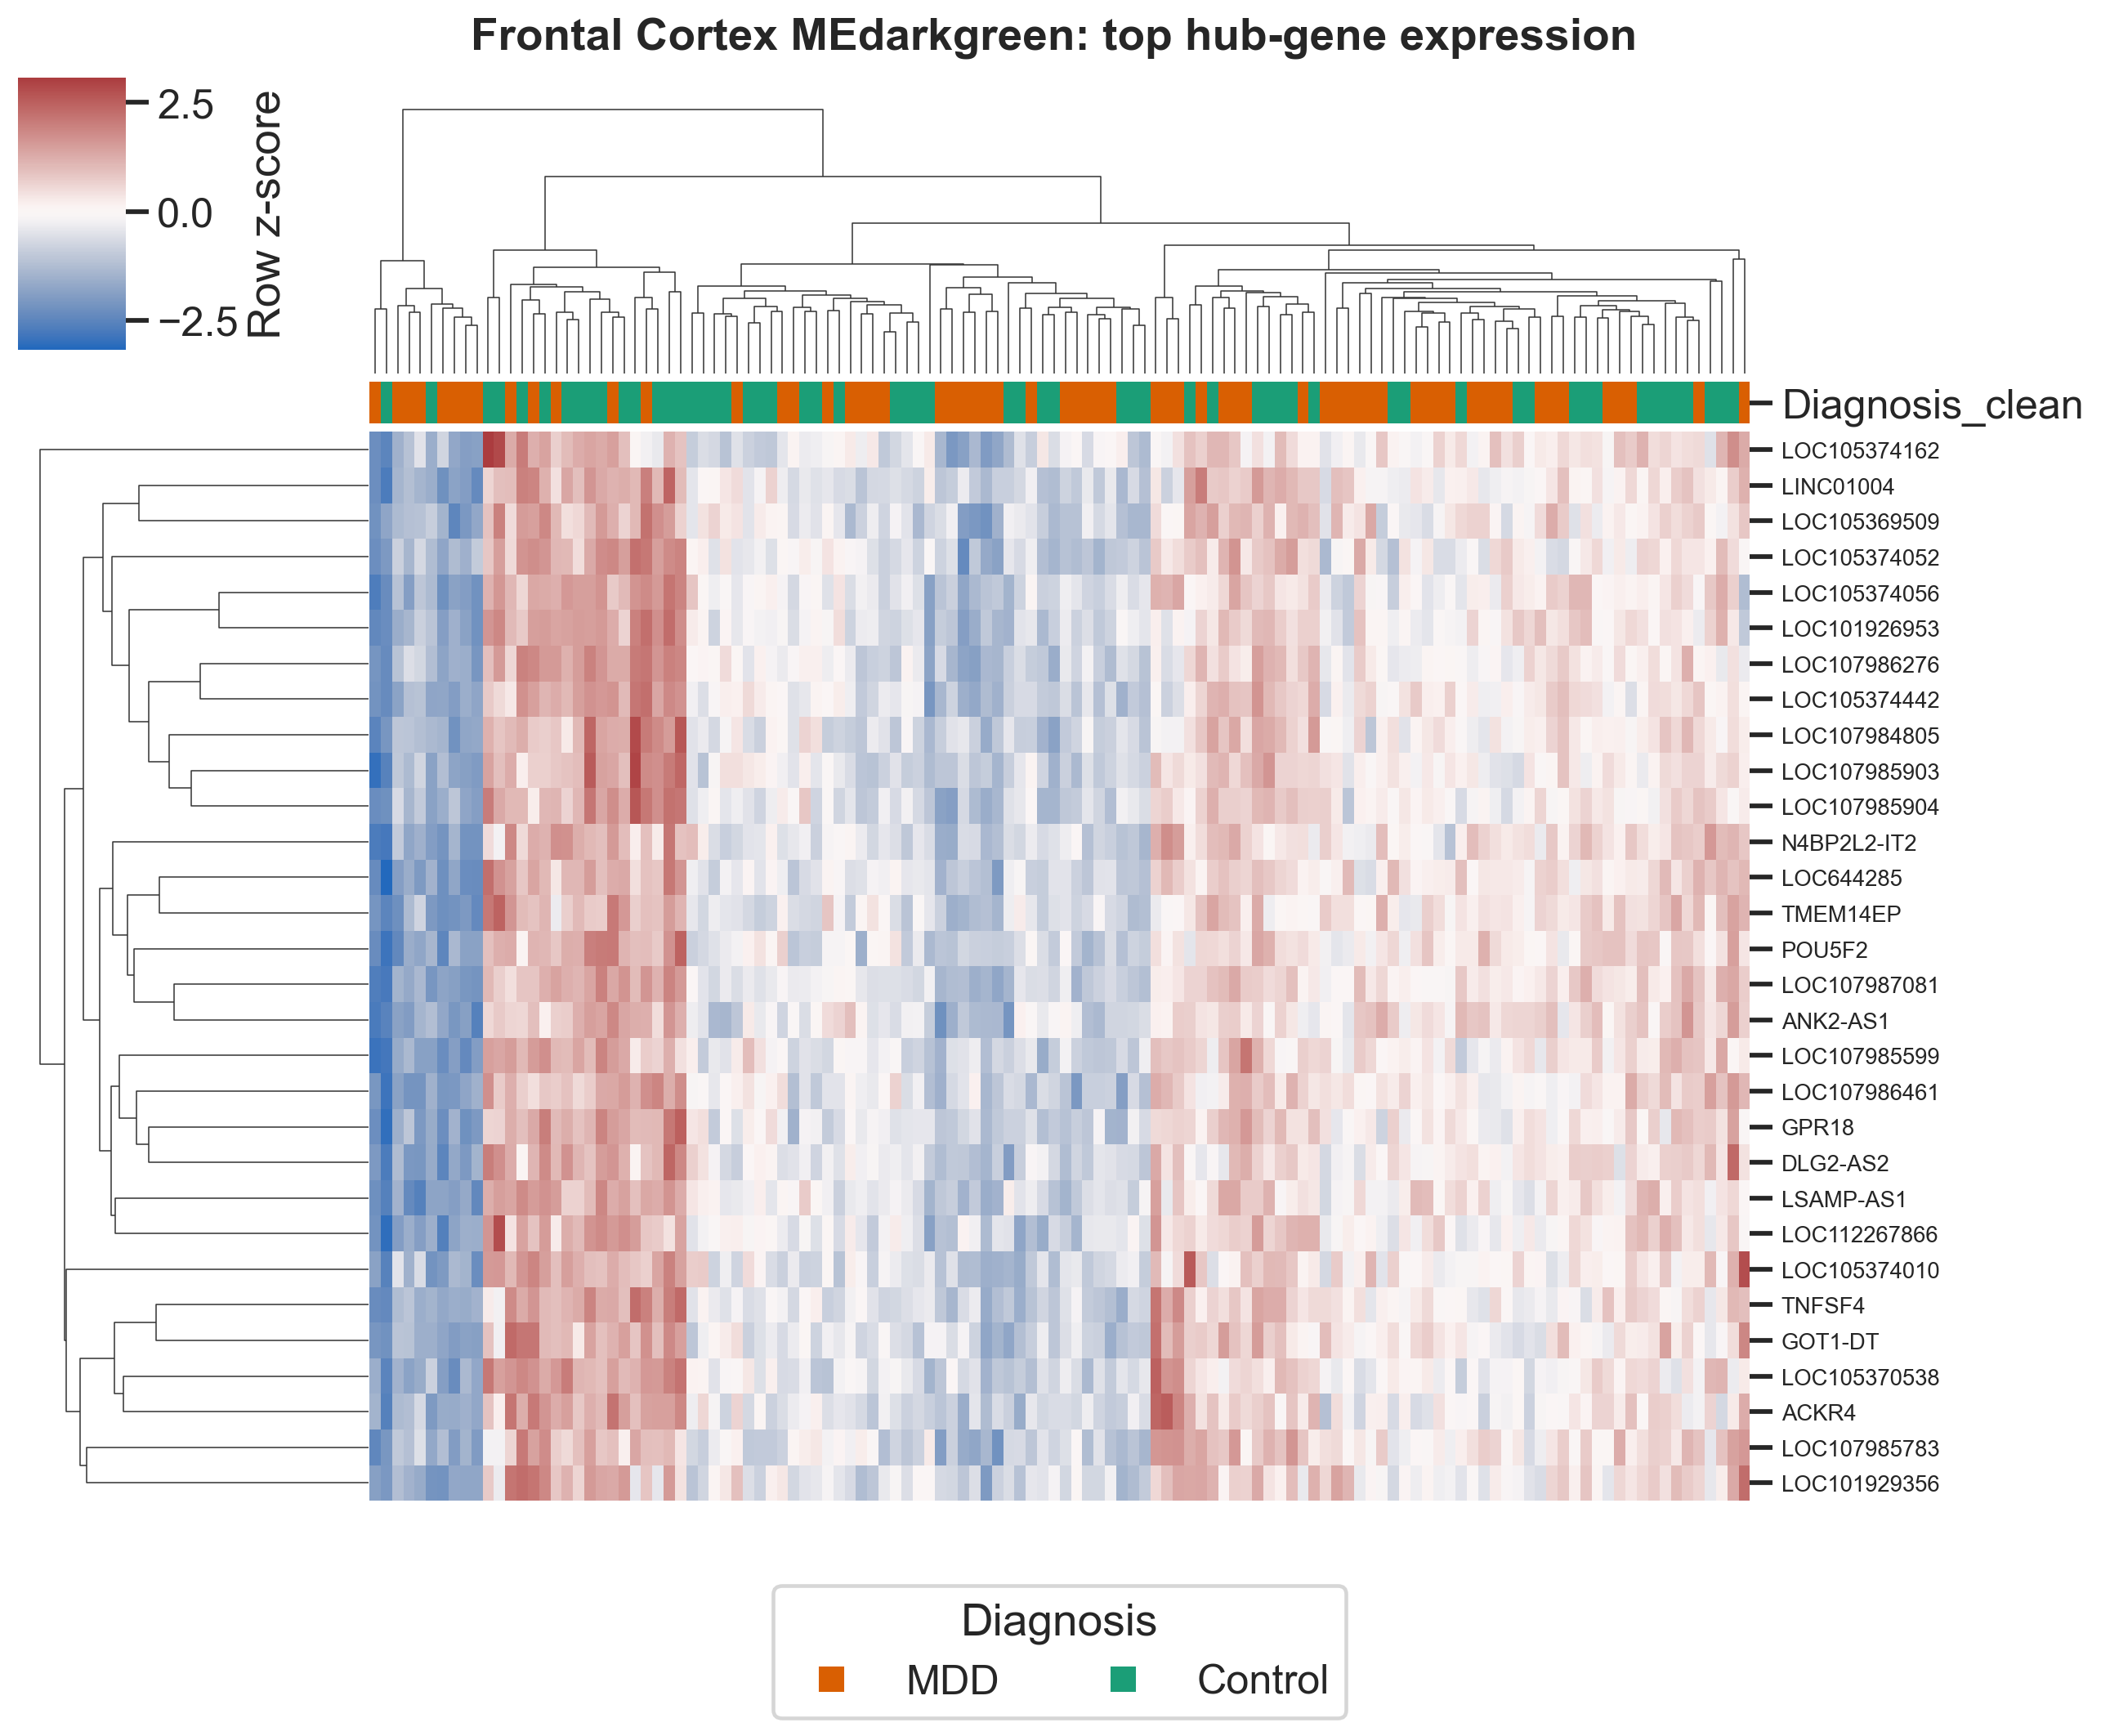 Frontal Cortex MEdarkgreen: top hub-gene expression
2.5
0.0
−2.5
Row z-score
Diagnosis_clean
LOC105374162
LINC01004
LOC105369509
LOC105374052
LOC105374056
LOC101926953
LOC107986276
LOC105374442
LOC107984805
LOC107985903
LOC107985904
N4BP2L2-IT2
LOC644285
TMEM14EP
POU5F2
LOC107987081
ANK2-AS1
LOC107985599
LOC107986461
GPR18
DLG2-AS2
LSAMP-AS1
LOC112267866
LOC105374010
TNFSF4
GOT1-DT
LOC105370538
ACKR4
LOC107985783
LOC101929356
Diagnosis
MDD Control